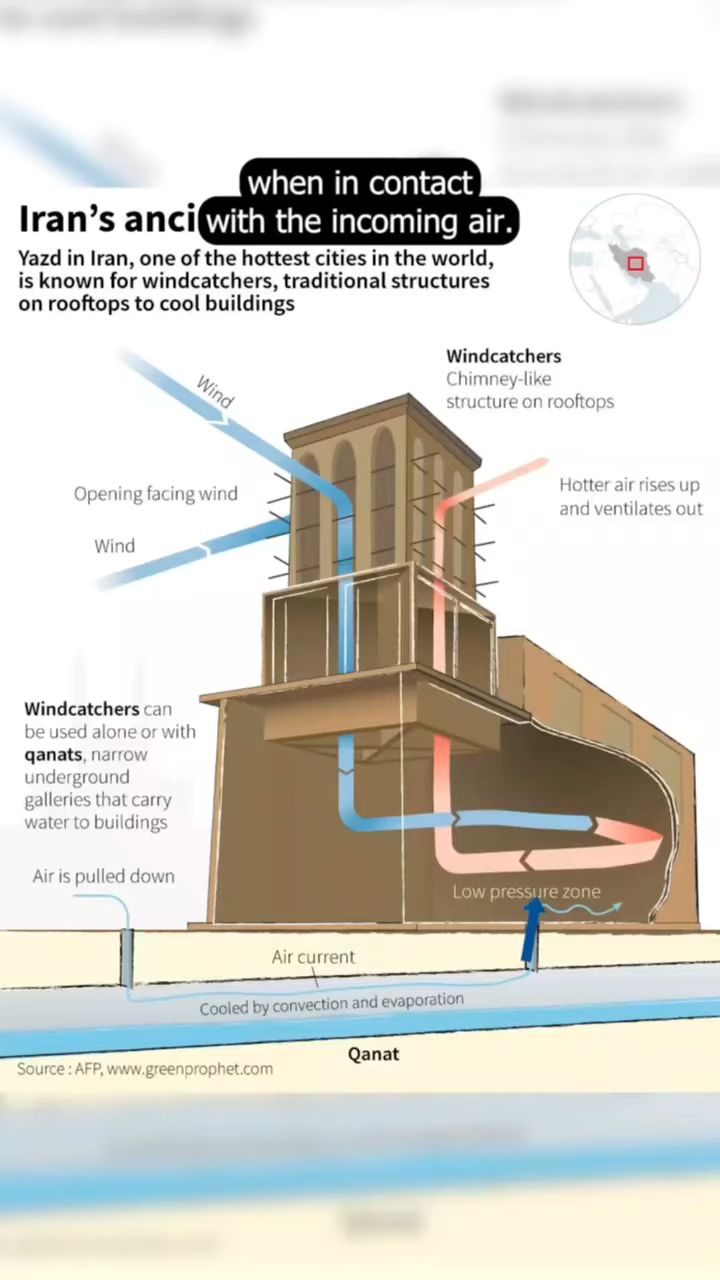 when in contact
with the incoming air.
Iran's anci
Yazd in Iran, one of the hottest cities in the world,
is known for windcatchers, traditional structures
on rooftops to cool buildings
Windcatchers
Chimney-like
structure on rooftops
Wind
Opening facing wind
Wind
Hotter air rises up
and ventilates out
Windcatchers can
be used alone or with
qanats, narrow
underground
galleries that carry
water to buildings
Air is pulled down
Low pressure zone
Air current
Cooled by convection and evaporation
Qanat
Source : AFP, www.greenprophet.com